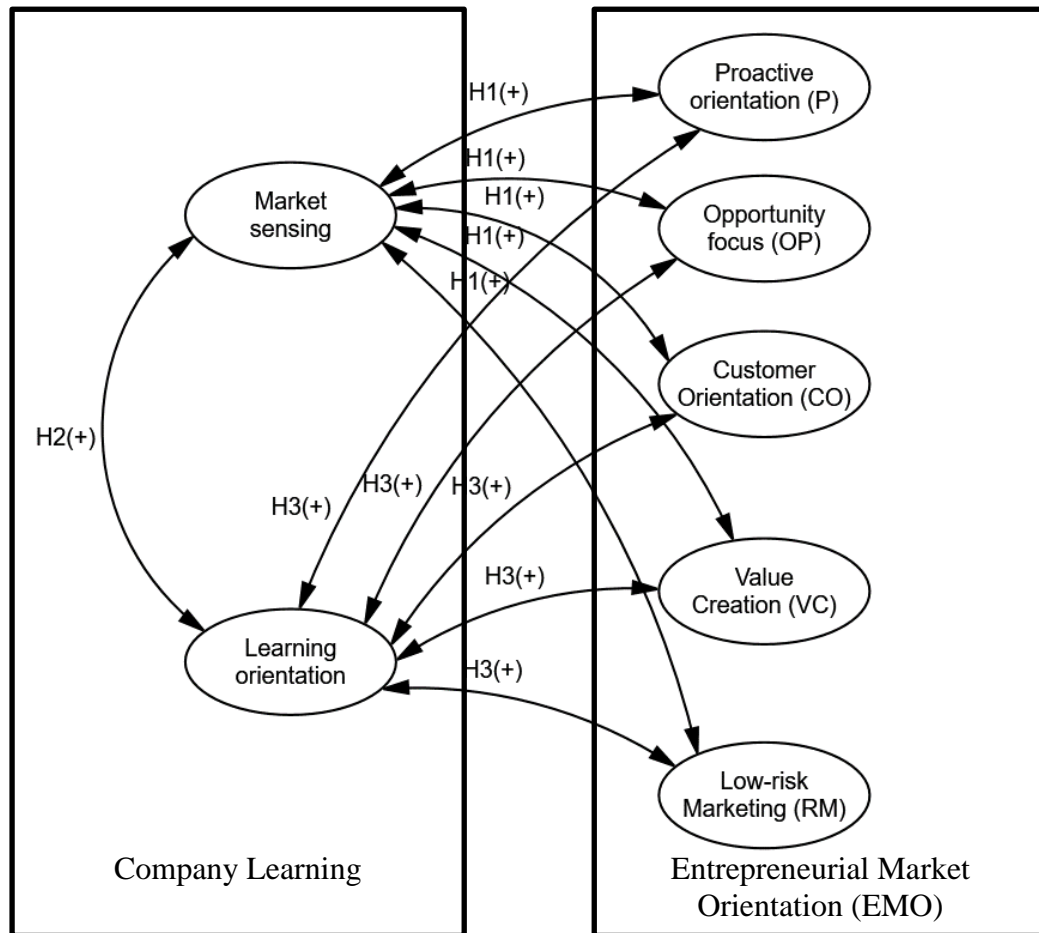 Proactive
orientation (P)
H1(+)
H1(+)
Market
sensing
H1(+)
Opportunity
focus (OP)
H1(+)
H1(+)
Customer
Orientation (CO)
H2(+)
H3(+)
H3(+)
H3(+)
H3(+)
Value
Creation (VC)
Learning
orientation
H3(+)
Low-risk
Marketing (RM)
Company Learning
Entrepreneurial Market
Orientation (EMO)